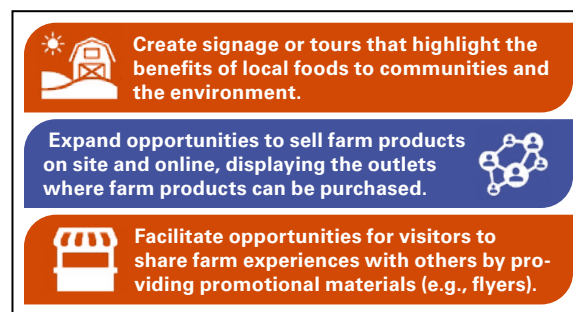 Create signage or tours that highlight the
benefits of local foods to communities and
the environment.
Expand opportunities to sell farm products
on site and online, displaying the outlets
where farm products can be purchased.
Facilitate opportunities for visitors to
share farm experiences with others by pro-
viding promotional materials (e.g., flyers).